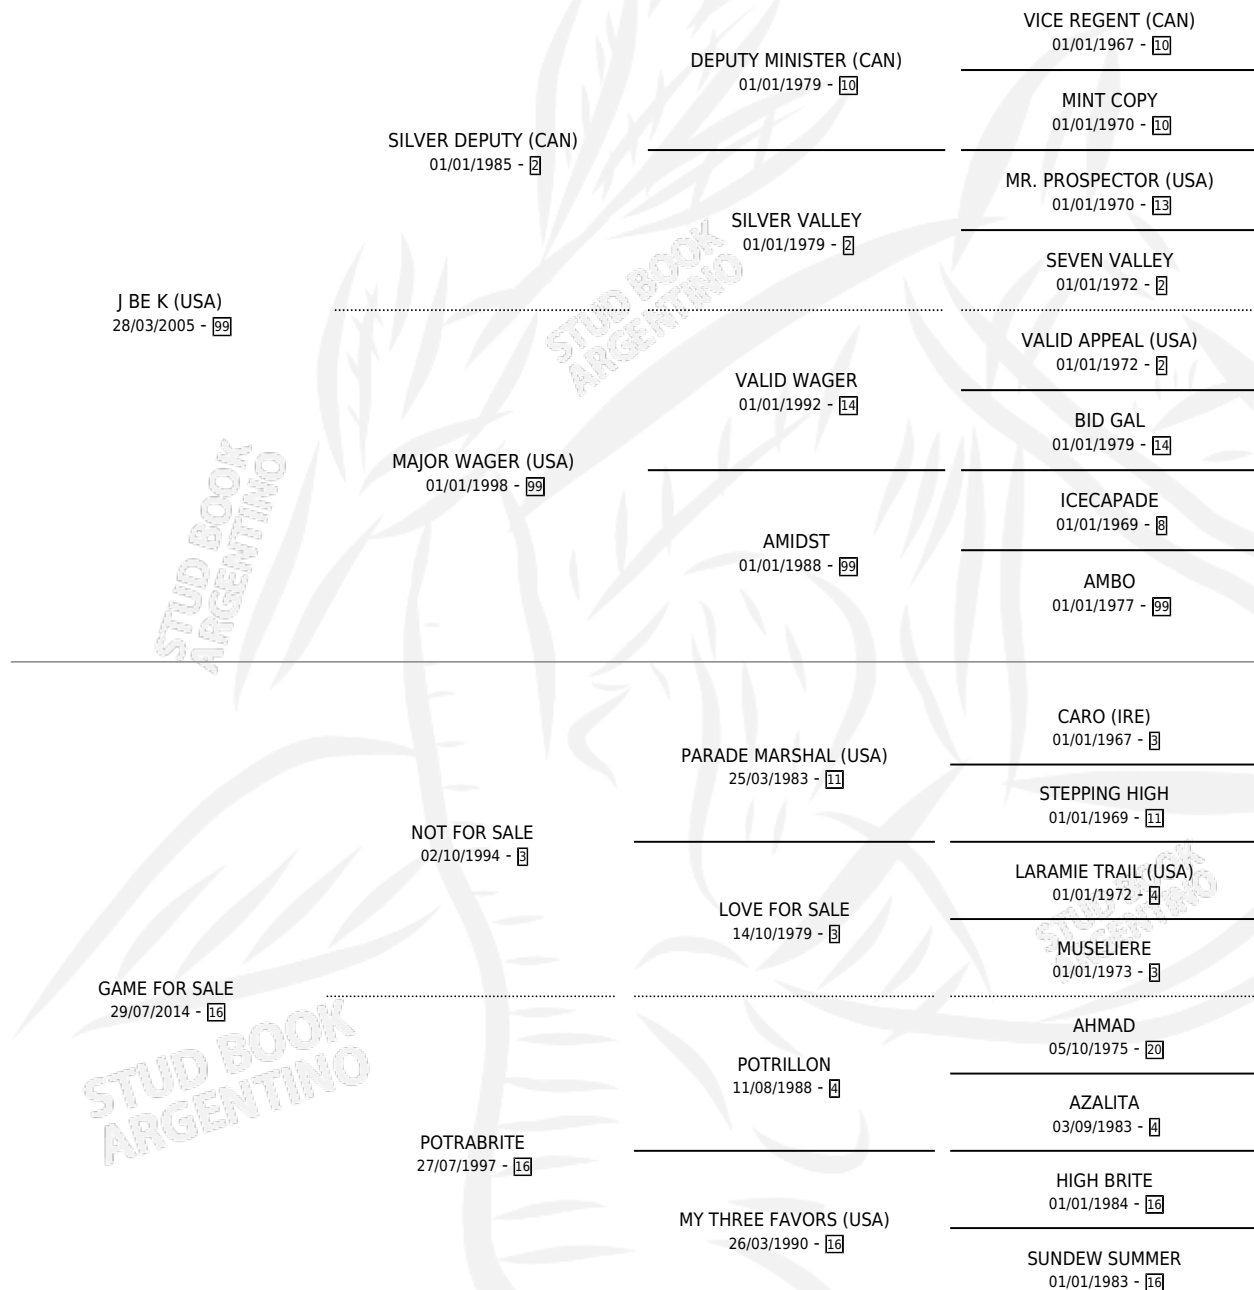 VICE REGENT (CAN)
01/01/1967 - 10
DEPUTY MINISTER (CAN)
01/01/1979 - 10
MINT COPY
01/01/1970 - 10
SILVER DEPUTY (CAN)
01/01/1985 - 2
MR. PROSPECTOR (USA)
01/01/1970 - 13
SILVER VALLEY
01/01/1979 - 2
SEVEN VALLEY
01/01/1972 - 2
J BE K (USA)
28/03/2005 - 99
VALID APPEAL (USA)
01/01/1972 - 2
VALID WAGER
01/01/1992 - 14
BID GAL
01/01/1979 - 14
MAJOR WAGER (USA)
01/01/1998 - 99
ICECAPADE
01/01/1969 - 8
AMIDST
01/01/1988 - 99
AMBO
01/01/1977 - 99
CARO (IRE)
01/01/1967 - 3
PARADE MARSHAL (USA)
25/03/1983 - 11
STEPPING HIGH
01/01/1969 - 11
NOT FOR SALE
02/10/1994 - 3
LARAMIE TRAIL (USA)
01/01/1972 - 4
LOVE FOR SALE
14/10/1979 - 3
MUSELIERE
01/01/1973 - 3
GAME FOR SALE
29/07/2014 - 16
AHMAD
05/10/1975 - 20
POTRILLON
11/08/1988 - 4
AZALITA
03/09/1983 - 4
POTRABRITE
27/07/1997 - 16
HIGH BRITE
01/01/1984 - 16
MY THREE FAVORS (USA)
26/03/1990 - 16
SUNDEW SUMMER
01/01/1983 - 16
STUD BOOK
ARGENTINO
STUD BOOK
ARGENTINO
STUD BOOK
ARGENTINO
STUD BOOK
ARGENTINO